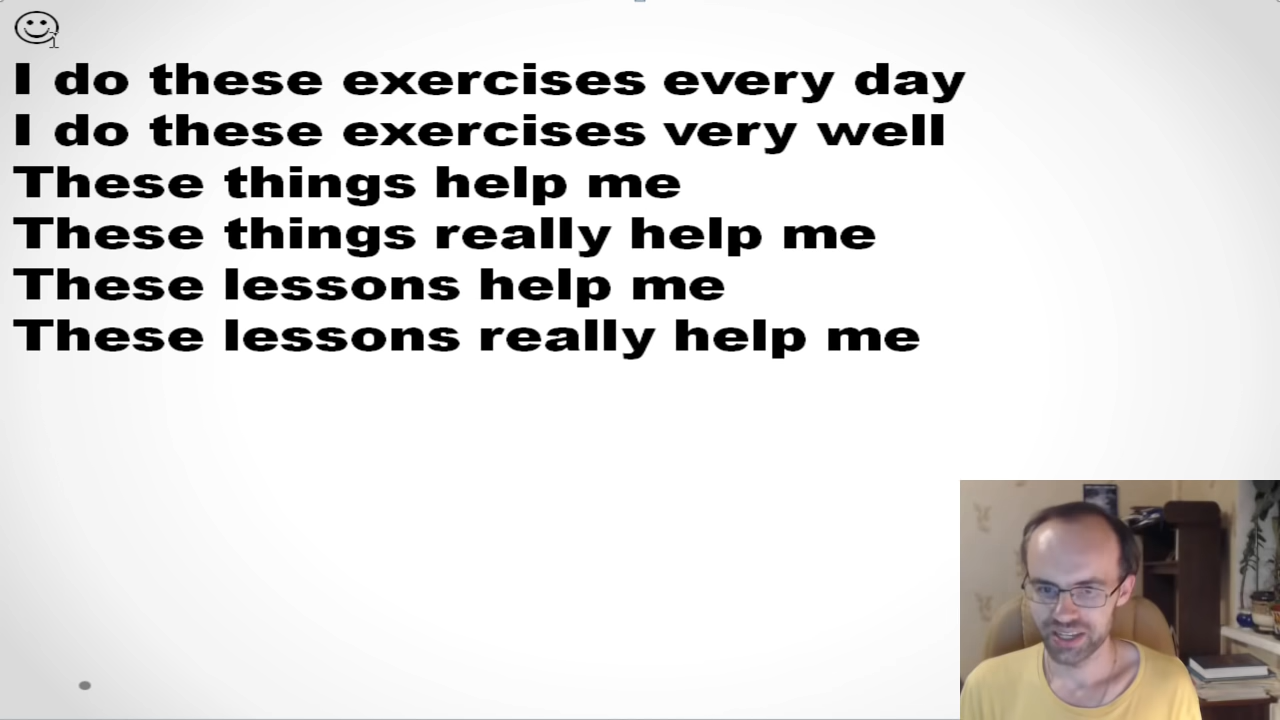 I do these exercises every day
I do these exercises very well
These things help me
These things really help me
These lessons help me
These lessons really help me